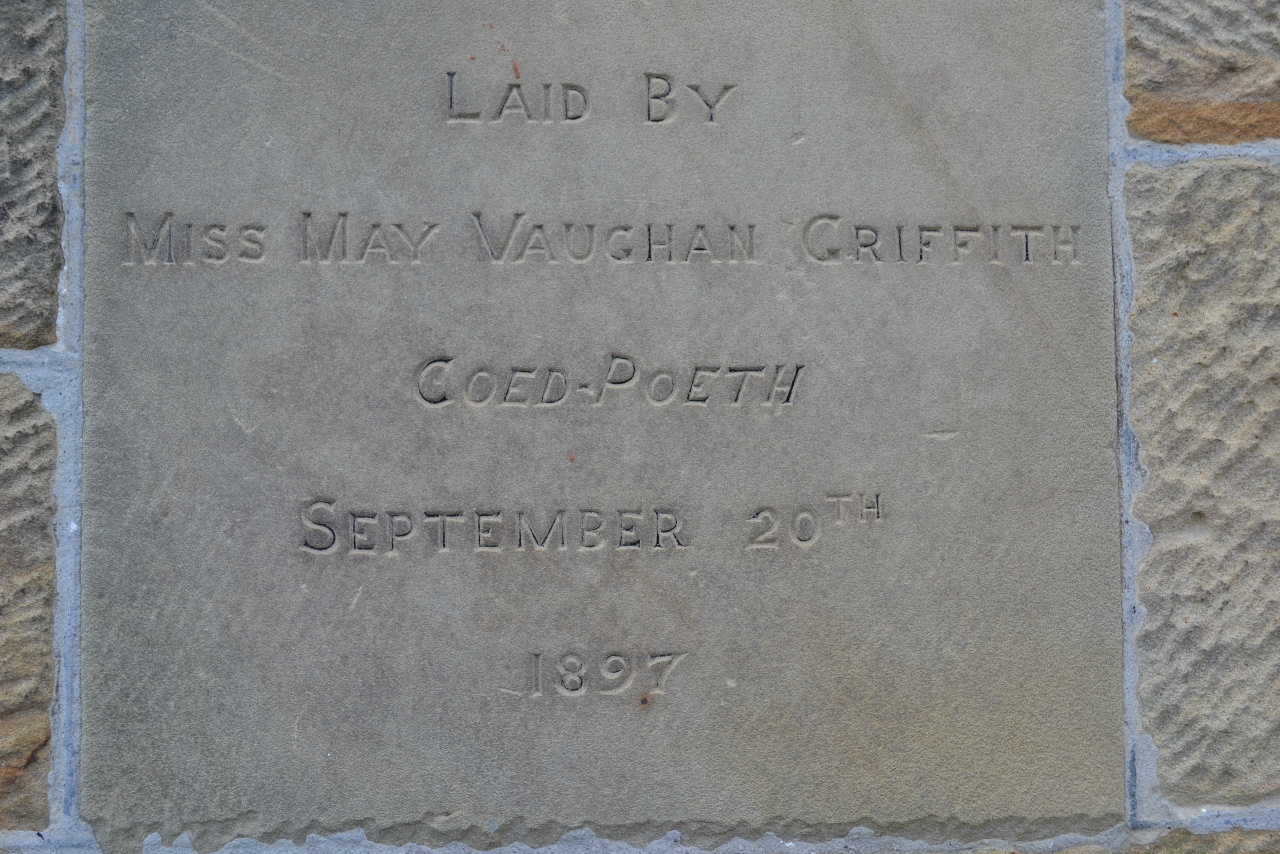 LAID BY
MISS MAY VAUGHAN GRIFFITH
COED-POETH
SEPTEMBER 20TH
1897